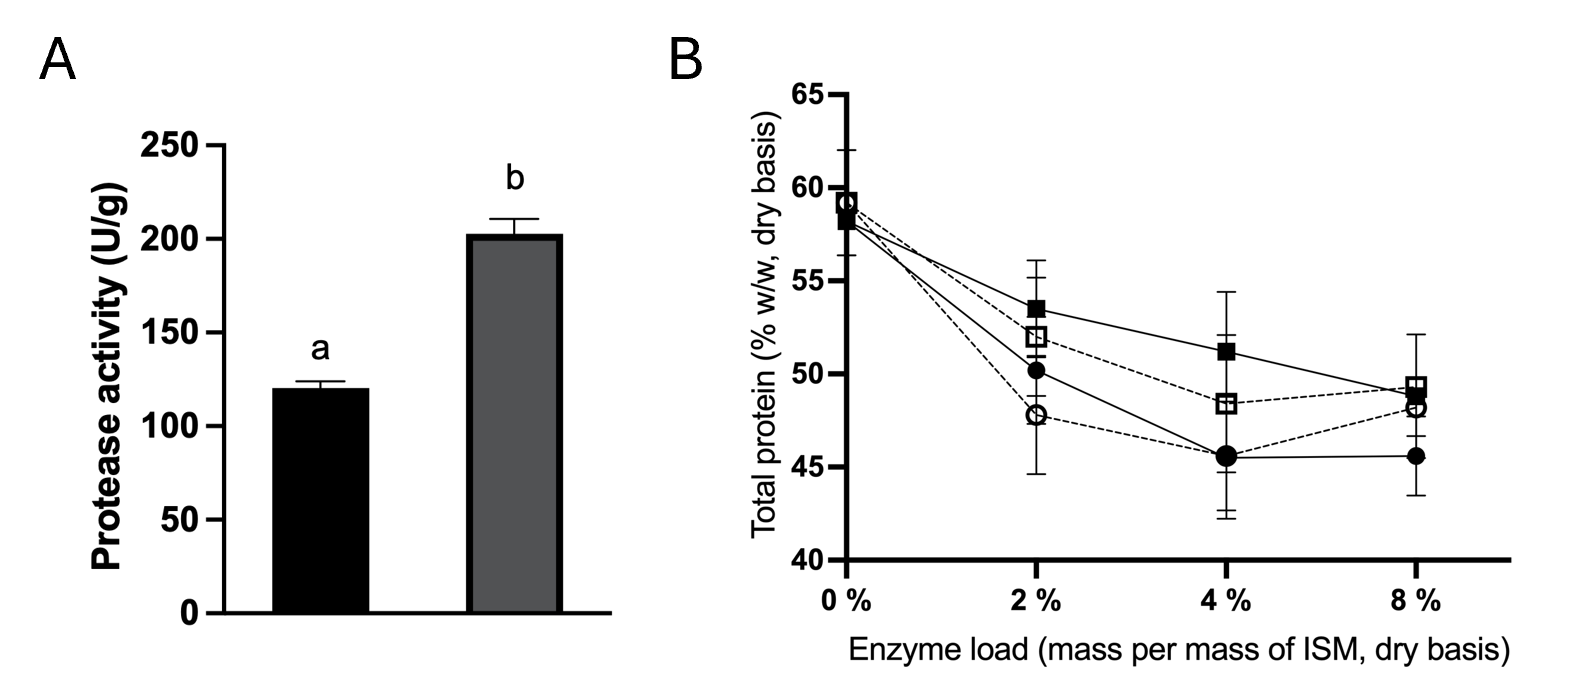 A
Protease activity (U/g)
250
200
150
100
50
0
a
b
B
Total protein (% w/w, dry basis)
65
60
55
50
45
40
0 %
2 %
4 %
8 %
Enzyme load (mass per mass of ISM, dry basis)